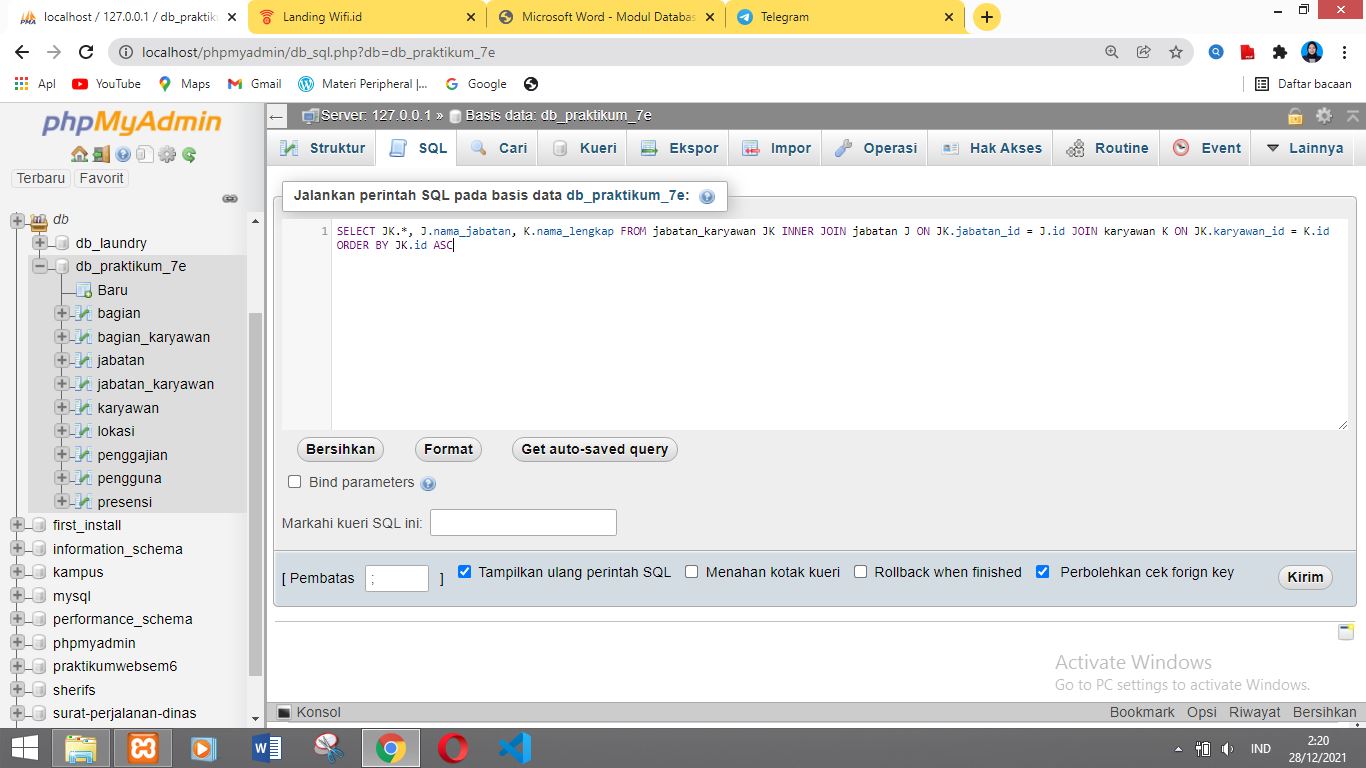 localhost / 127.0.0.1 / db_praktik
Landing Wifi.id
Microsoft Word - Modul Databas
Telegram
localhost/phpmyadmin/db_sql.php?db=db_praktikum_7e
Apl
YouTube
Maps
Gmail
Materi Peripheral |...
Google
Daftar bacaan
phpMyAdmin
Terbaru
Favorit
db
db_laundry
db_praktikum_7e
Baru
bagian
bagian_karyawan
jabatan
jabatan_karyawan
karyawan
lokasi
penggajian
pengguna
presensi
first_install
information_schema
kampus
mysql
performance_schema
phpmyadmin
praktikumwebsem6
sherifs
surat-perjalanan-dinas
Server: 127.0.0.1 » Basis data: db_praktikum_7e
Struktur
SQL
Cari
Kueri
Ekspor
Impor
Operasi
Hak Akses
Routine
Event
Lainnya
Jalankan perintah SQL pada basis data db_praktikum_7e:
1
SELECT JK.*, J.nama_jabatan, K.nama_lengkap FROM jabatan_karyawan JK INNER JOIN jabatan J ON JK.jabatan_id = J.id JOIN karyawan K ON JK.karyawan_id = K.id
ORDER BY JK.id ASC
Bersihkan
Format
Get auto-saved query
Bind parameters
Markahi kueri SQL ini:
[ Pembatas ; ]
Tampilkan ulang perintah SQL
Menahan kotak kueri
Rollback when finished
Perbolehkan cek forign key
Kirim
Activate Windows
Go to PC settings to activate Windows.
Konsol
Bookmark
Opsi
Riwayat
Bersihkan
IND
2:20
28/12/2021